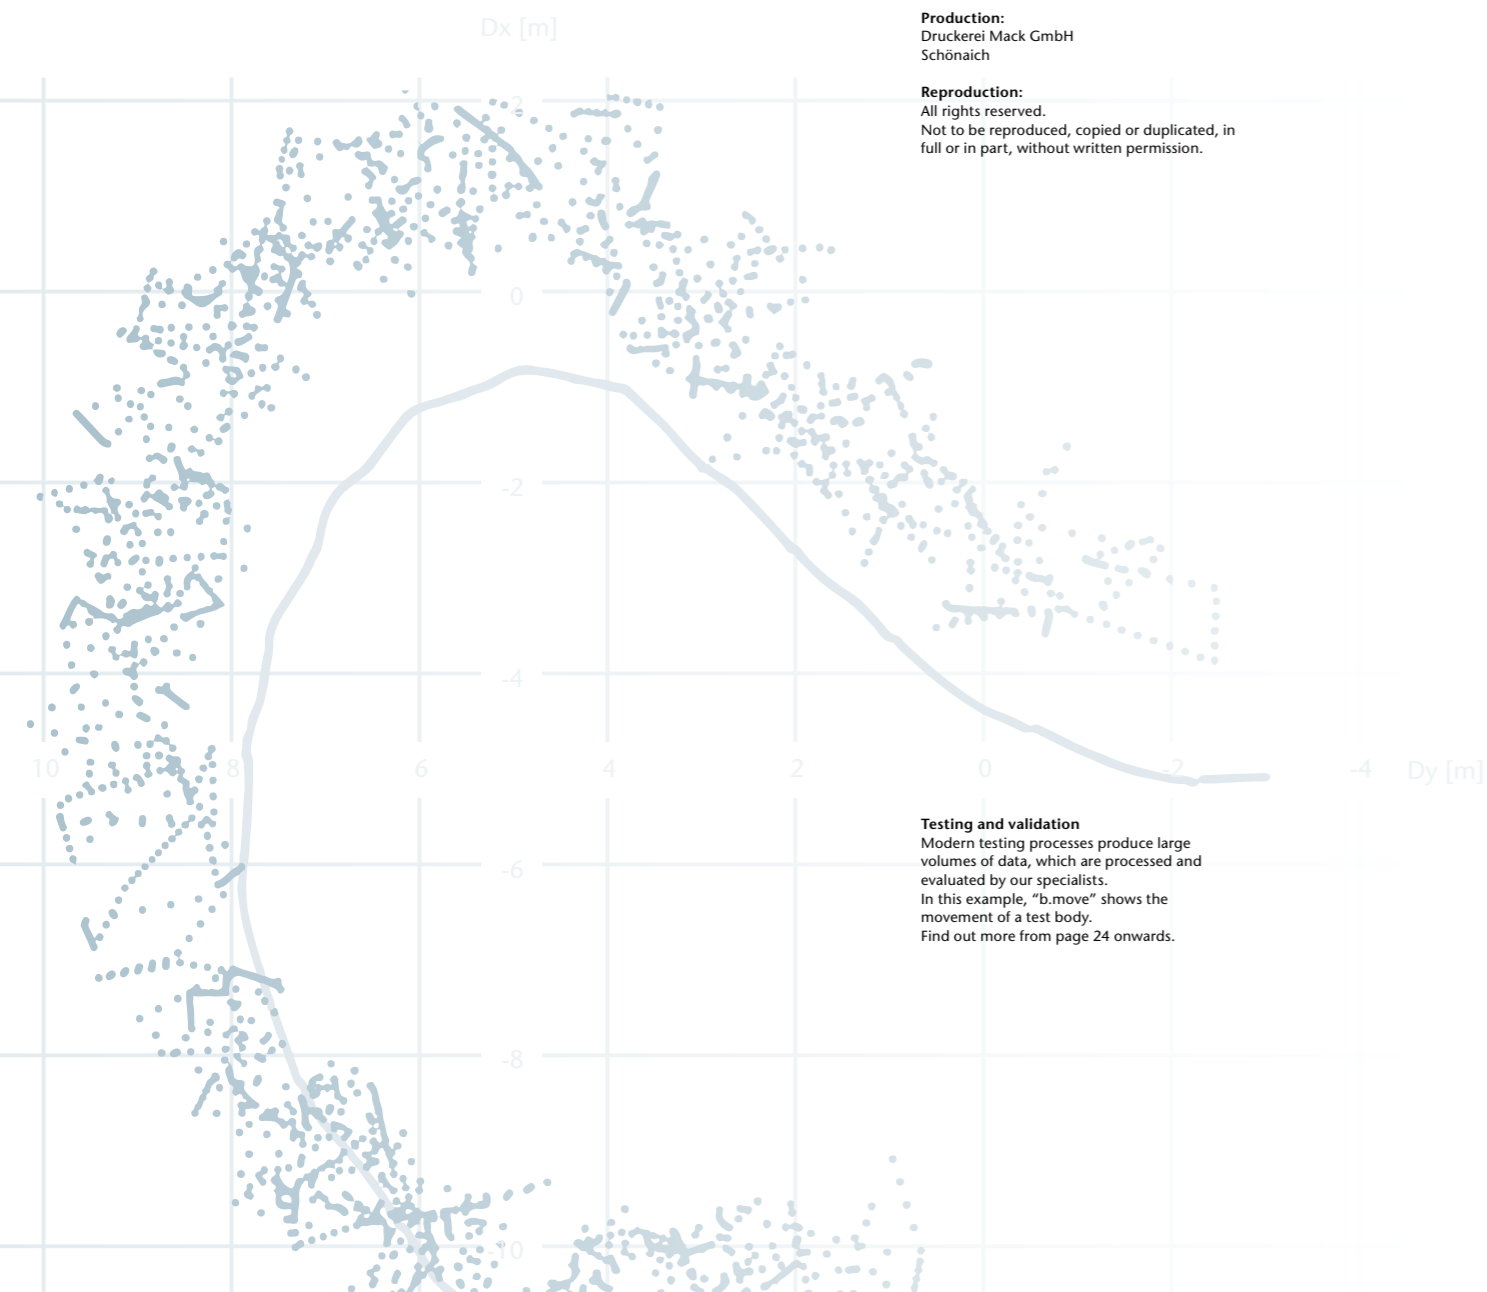 Dx [m]
Production:
Druckerei Mack GmbH
Schönaich
Reproduction:
All rights reserved.
Not to be reproduced, copied or duplicated, in
full or in part, without written permission.
2
0
-2
-4
10
8
6
4
2
0
-2
-4
Dy [m]
Testing and validation
Modern testing processes produce large
volumes of data, which are processed and
evaluated by our specialists.
In this example, “b.move” shows the
movement of a test body.
Find out more from page 24 onwards.
-6
-8
-10